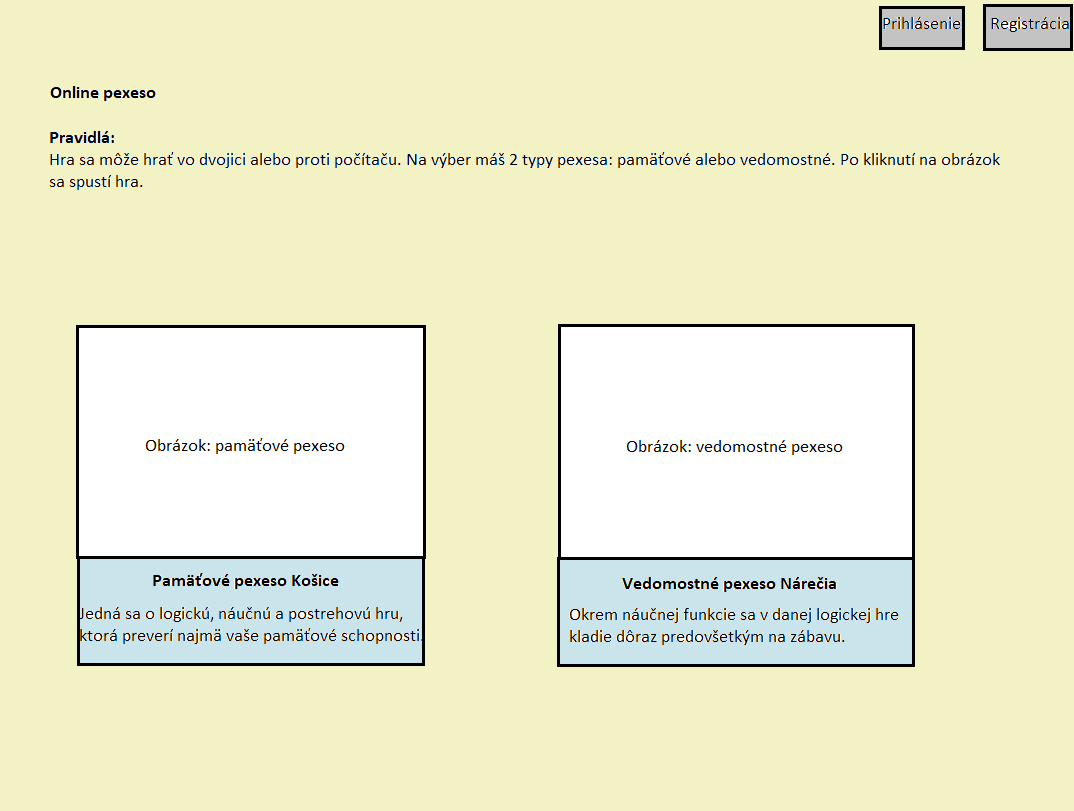 Prihlásenie
Registrácia
Online pexeso
Pravidlá:
Hra sa môže hrať vo dvojici alebo proti počítaču. Na výber máš 2 typy pexesa: pamäťové alebo vedomostné. Po kliknutí na obrázok
sa spustí hra.
Obrázok: pamäťové pexeso
Obrázok: vedomostné pexeso
Pamäťové pexeso Košice
Jedná sa o logickú, náučnú a postrehovú hru,
ktorá preverí najmä vaše pamäťové schopnosti.
Vedomostné pexeso Nárečia
Okrem náučnej funkcie sa v danej logickej hre
kladie dôraz predovšetkým na zábavu.